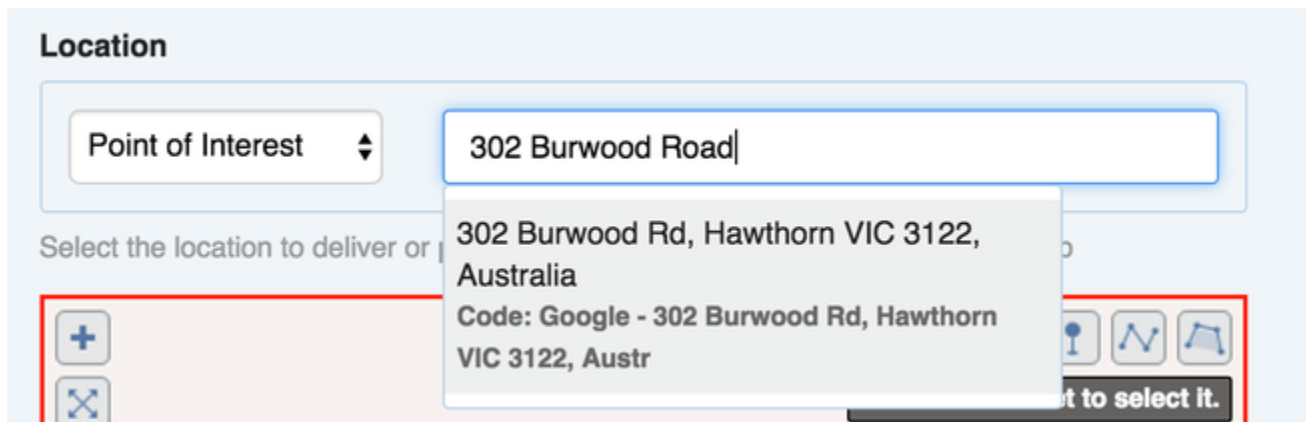 Location
Point of Interest
302 Burwood Road
302 Burwood Rd, Hawthorn VIC 3122,
Australia
Code: Google - 302 Burwood Rd, Hawthorn
VIC 3122, Austr
Select the location to deliver or
to select it.